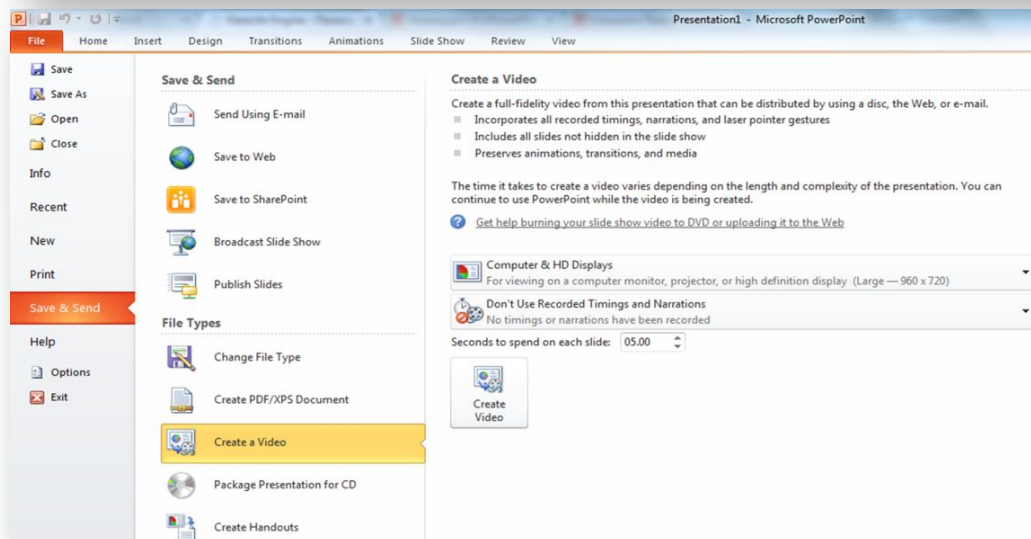 Presentation1 - Microsoft PowerPoint
File Home Insert Design Transitions Animations Slide Show Review View
Save
Save As
Open
Close
Info
Recent
New
Print
Save & Send
Help
Options
Exit
Save & Send
Send Using E-mail
Save to Web
Save to SharePoint
Broadcast Slide Show
Publish Slides
File Types
Change File Type
Create PDF/XPS Document
Create a Video
Package Presentation for CD
Create Handouts
Create a Video
Create a full-fidelity video from this presentation that can be distributed by using a disc, the Web, or e-mail.
Incorporates all recorded timings, narrations, and laser pointer gestures
Includes all slides not hidden in the slide show
Preserves animations, transitions, and media
The time it takes to create a video varies depending on the length and complexity of the presentation. You can
continue to use PowerPoint while the video is being created.
Get help burning your slide show video to DVD or uploading it to the Web
Computer & HD Displays
For viewing on a computer monitor, projector, or high definition display (Large — 960 x 720)
Don't Use Recorded Timings and Narrations
No timings or narrations have been recorded
Seconds to spend on each slide: 05.00
Create
Video